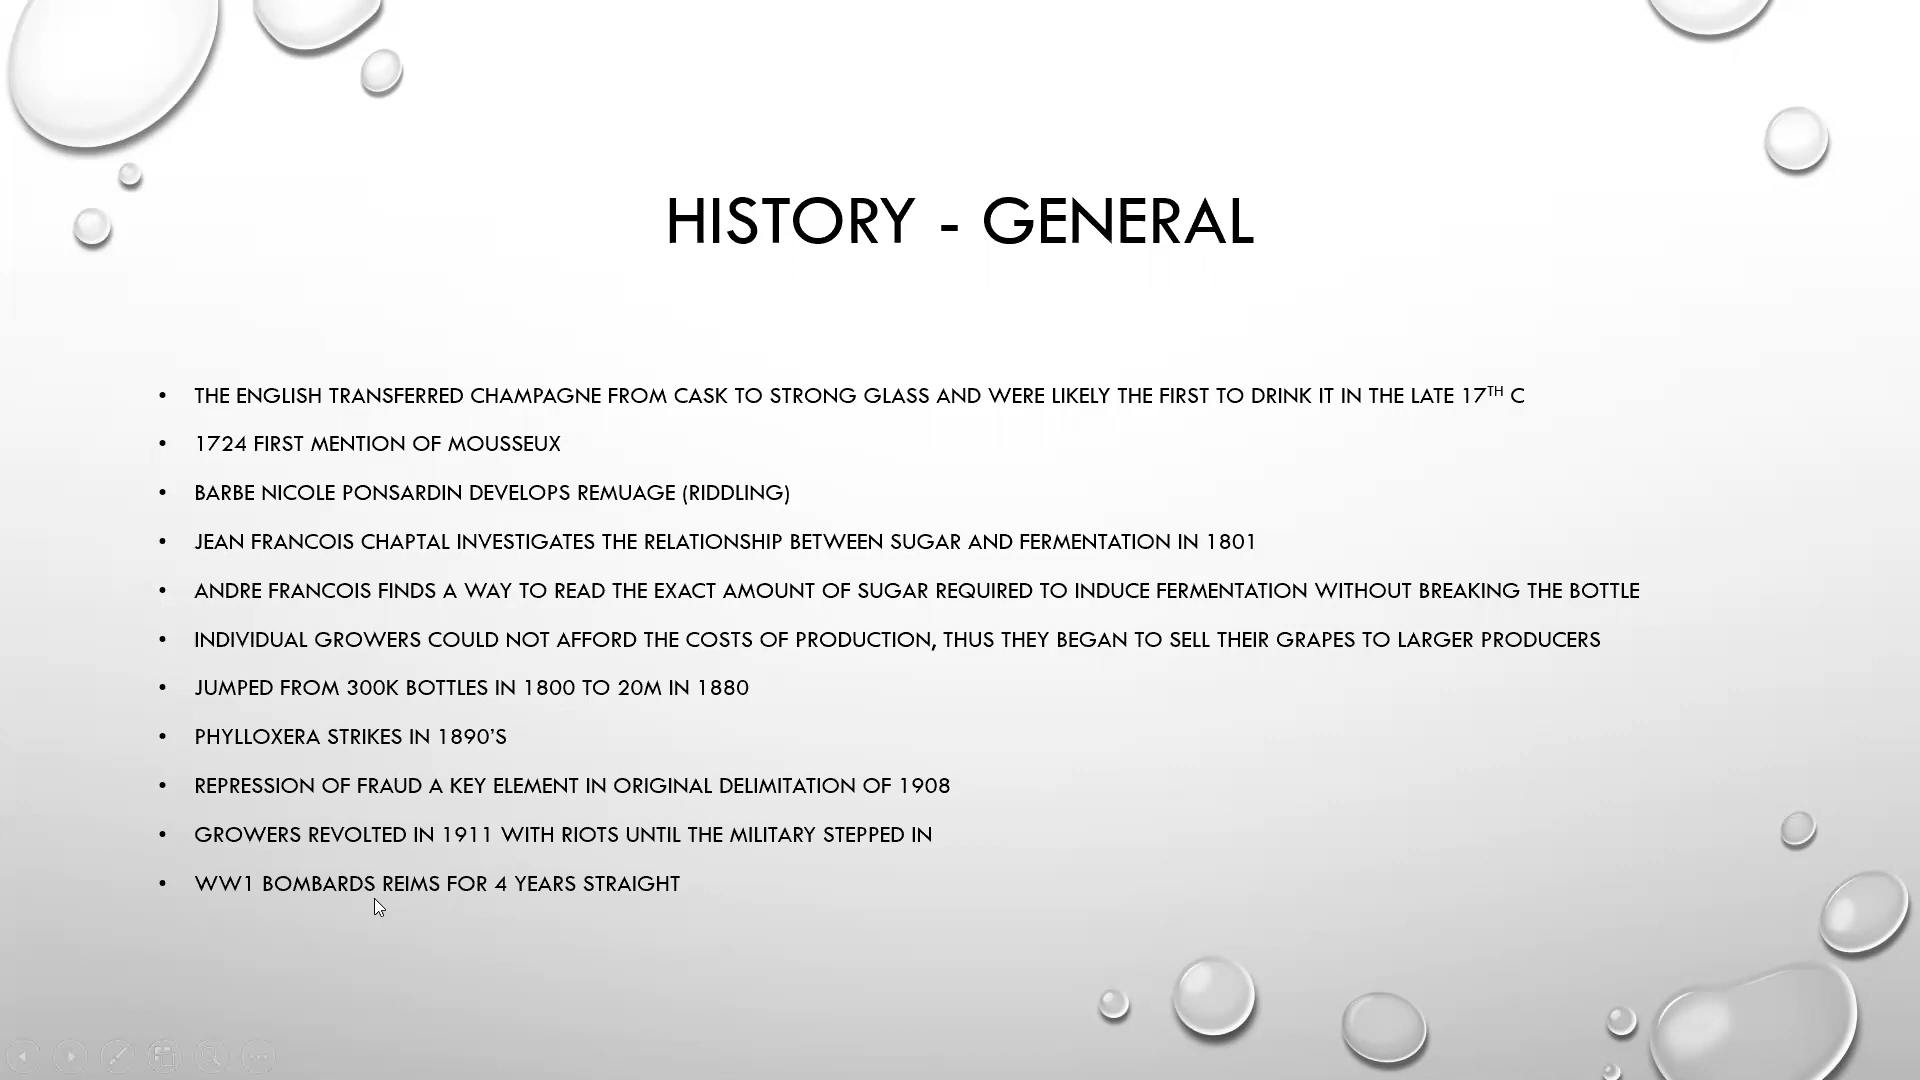 HISTORY - GENERAL
• THE ENGLISH TRANSFERRED CHAMPAGNE FROM CASK TO STRONG GLASS AND WERE LIKELY THE FIRST TO DRINK IT IN THE LATE 17TH C
• 1724 FIRST MENTION OF MOUSSEUX
• BARBE NICOLE PONSARDIN DEVELOPS REMUAGE (RIDDLING)
• JEAN FRANCOIS CHAPTAL INVESTIGATES THE RELATIONSHIP BETWEEN SUGAR AND FERMENTATION IN 1801
• ANDRE FRANCOIS FINDS A WAY TO READ THE EXACT AMOUNT OF SUGAR REQUIRED TO INDUCE FERMENTATION WITHOUT BREAKING THE BOTTLE
• INDIVIDUAL GROWERS COULD NOT AFFORD THE COSTS OF PRODUCTION, THUS THEY BEGAN TO SELL THEIR GRAPES TO LARGER PRODUCERS
• JUMPED FROM 300K BOTTLES IN 1800 TO 20M IN 1880
• PHYLLOXERA STRIKES IN 1890'S
• REPRESSION OF FRAUD A KEY ELEMENT IN ORIGINAL DELIMITATION OF 1908
• GROWERS REVOLTED IN 1911 WITH RIOTS UNTIL THE MILITARY STEPPED IN
• WW1 BOMBARDS REIMS FOR 4 YEARS STRAIGHT